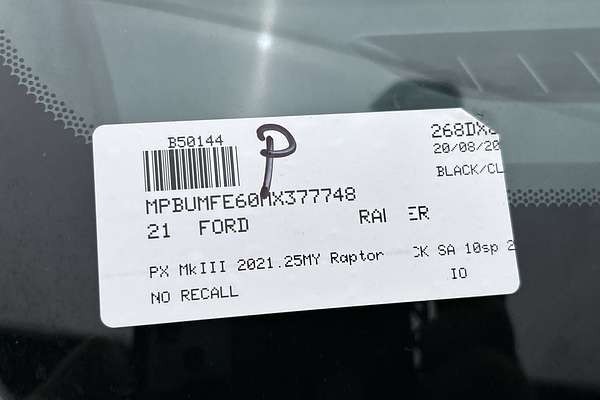 B50144
P
268DX
20/08/20
BLACK/CL
MPBUMFE60MX377748
21 FORD RAI ER
PX MkIII 2021.25MY Raptor CK SA 10sp 2
NO RECALL IO